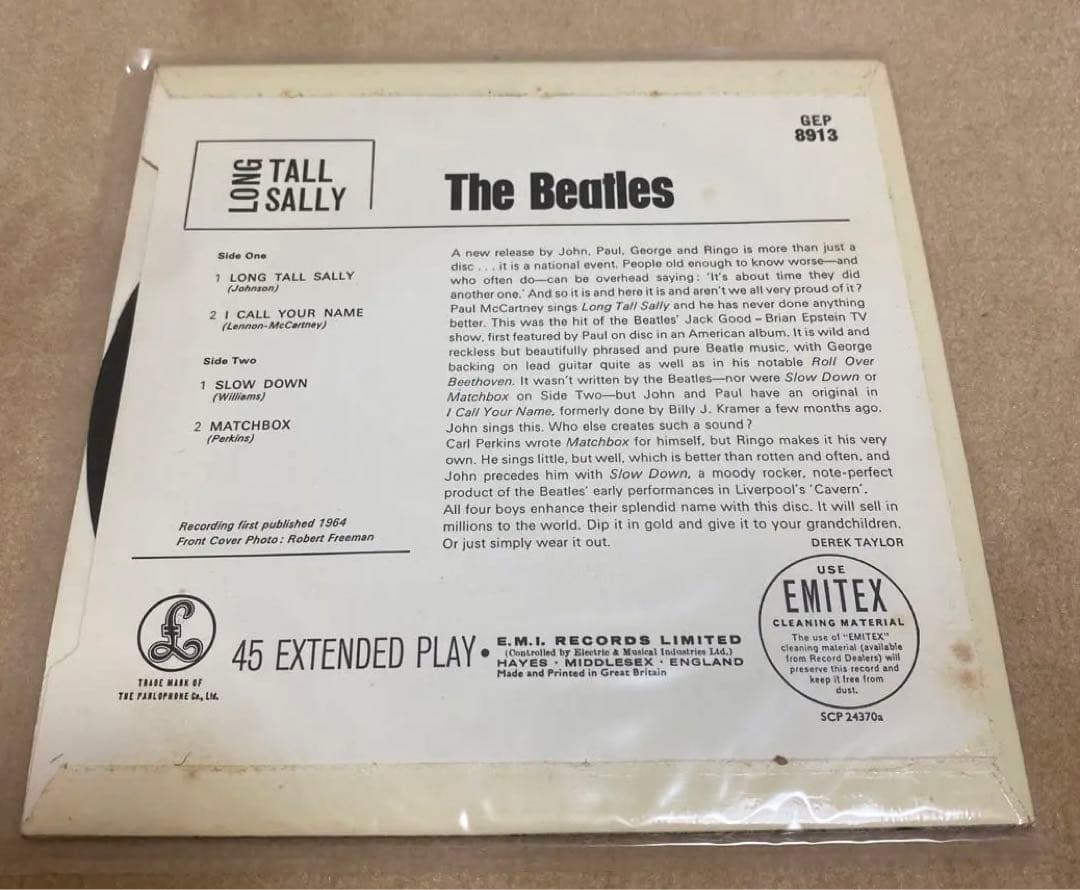 GEP
8913
LONG
TALL
SALLY
The Beatles
Side One
1 LONG TALL SALLY
(Johnson)
2 I CALL YOUR NAME
(Lennon-McCartney)
Side Two
1 SLOW DOWN
(Williams)
2 MATCHBOX
(Perkins)
Recording first published 1964
Front Cover Photo: Robert Freeman
A new release by John, Paul, George and Ringo is more than just a
disc . . . it is a national event. People old enough to know worse—and
who often do—can be overhead saying: 'It's about time they did
another one.' And so it is and here it is and aren't we all very proud of it?
Paul McCartney sings Long Tall Sally and he has never done anything
better. This was the hit of the Beatles' Jack Good – Brian Epstein TV
show, first featured by Paul on disc in an American album. It is wild and
reckless but beautifully phrased and pure Beatle music, with George
backing on lead guitar quite as well as in his notable Roll Over
Beethoven. It wasn't written by the Beatles—nor were Slow Down or
Matchbox on Side Two—but John and Paul have an original in
I Call Your Name, formerly done by Billy J. Kramer a few months ago.
John sings this. Who else creates such a sound?
Carl Perkins wrote Matchbox for himself, but Ringo makes it his very
own. He sings little, but well, which is better than rotten and often, and
John precedes him with Slow Down, a moody rocker, note-perfect
product of the Beatles' early performances in Liverpool's 'Cavern'.
All four boys enhance their splendid name with this disc. It will sell in
millions to the world. Dip it in gold and give it to your grandchildren.
Or just simply wear it out.
DEREK TAYLOR
£
TRADE MARK OF
THE PARLOPHONE Co., Ltd.
45 EXTENDED PLAY •
E.M.I. RECORDS LIMITED
(Controlled by Electric & Musical Industries Ltd.)
HAYES · MIDDLESEX · ENGLAND
Made and Printed in Great Britain
USE
EMITEX
CLEANING MATERIAL
The use of "EMITEX"
cleaning material (available
from Record Dealers) will
preserve this record and
keep it free from
dust.
SCP 24370a